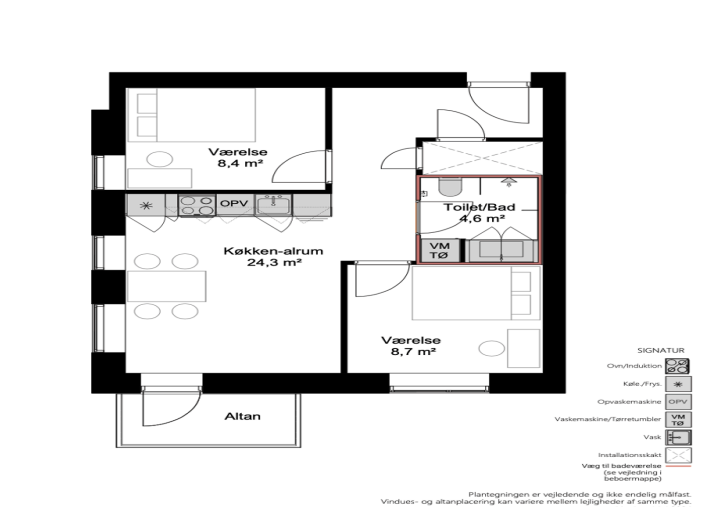 Værelse
8,4 m²
OPV
Toilet/Bad
4,6 m²
VM
TØ
Køkken-alrum
24,3 m²
Værelse
8,7 m²
Altan
SIGNATUR
Ovn/Induktion
Køle./Frys.
Opvaskemaskine OPV
Vaskemaskine/Tørretumbler VM TØ
Vask
Installationsskakt
Væg til badeværelse
(se vejledning i
beboermappe)
Plantegningen er vejledende og ikke endelig målfast.
Vindues- og altanplacering kan variere mellem lejligheder af samme type.